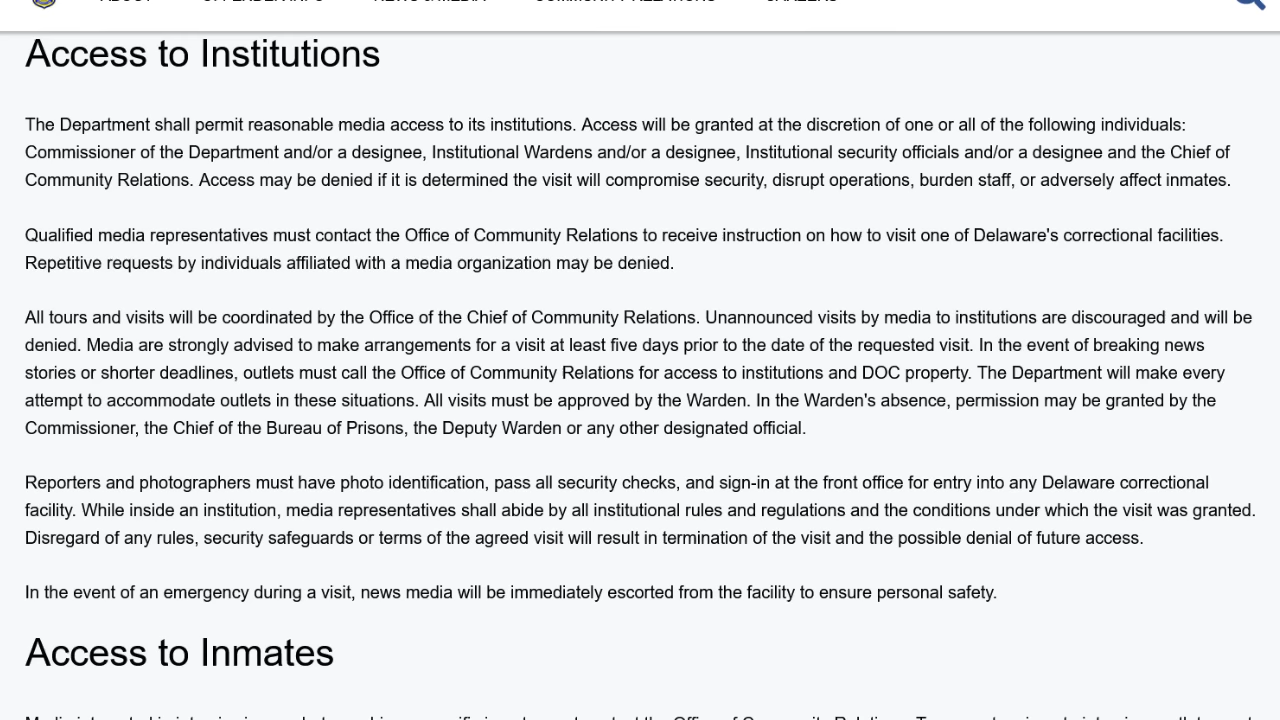 Access to Institutions
The Department shall permit reasonable media access to its institutions. Access will be granted at the discretion of one or all of the following individuals:
Commissioner of the Department and/or a designee, Institutional Wardens and/or a designee, Institutional security officials and/or a designee and the Chief of
Community Relations. Access may be denied if it is determined the visit will compromise security, disrupt operations, burden staff, or adversely affect inmates.
Qualified media representatives must contact the Office of Community Relations to receive instruction on how to visit one of Delaware's correctional facilities.
Repetitive requests by individuals affiliated with a media organization may be denied.
All tours and visits will be coordinated by the Office of the Chief of Community Relations. Unannounced visits by media to institutions are discouraged and will be
denied. Media are strongly advised to make arrangements for a visit at least five days prior to the date of the requested visit. In the event of breaking news
stories or shorter deadlines, outlets must call the Office of Community Relations for access to institutions and DOC property. The Department will make every
attempt to accommodate outlets in these situations. All visits must be approved by the Warden. In the Warden's absence, permission may be granted by the
Commissioner, the Chief of the Bureau of Prisons, the Deputy Warden or any other designated official.
Reporters and photographers must have photo identification, pass all security checks, and sign-in at the front office for entry into any Delaware correctional
facility. While inside an institution, media representatives shall abide by all institutional rules and regulations and the conditions under which the visit was granted.
Disregard of any rules, security safeguards or terms of the agreed visit will result in termination of the visit and the possible denial of future access.
In the event of an emergency during a visit, news media will be immediately escorted from the facility to ensure personal safety.
Access to Inmates